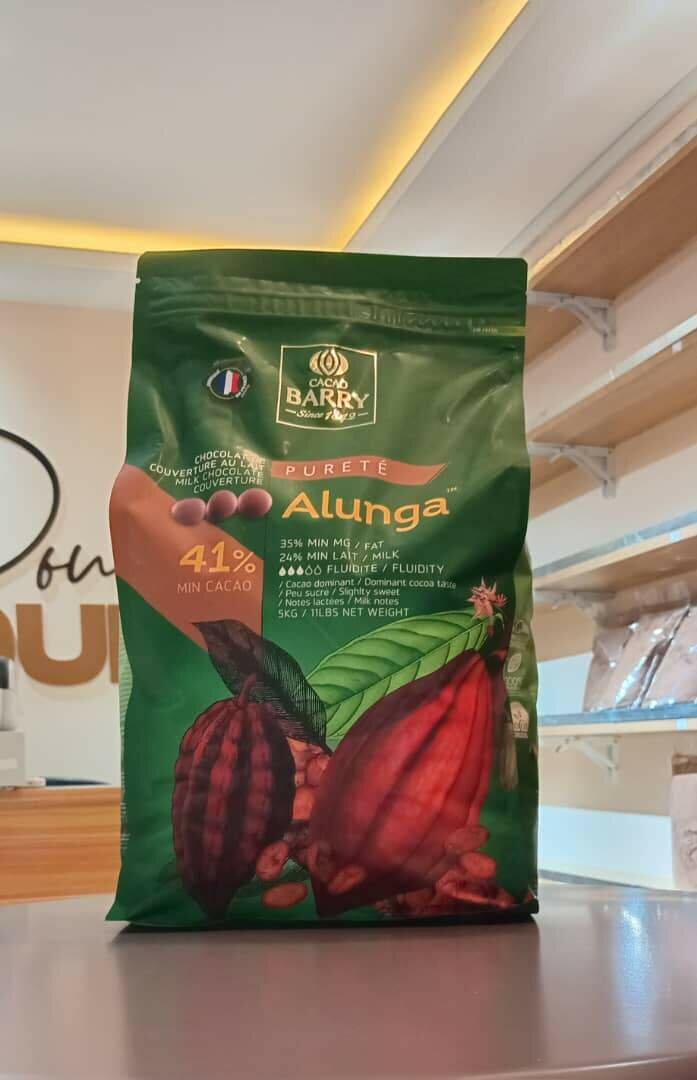 CACAO
BARRY
Since 1842
CHOCOLAT DE
COUVERTURE AU LAIT
MILK CHOCOLATE
COUVERTURE
PURETÉ
Alunga™
41%
MIN CACAO
35% MIN MG / FAT
24% MIN LAIT / MILK
FLUIDITÉ / FLUIDITY
/ Cacao dominant / Dominant cocoa taste
/ Peu sucré / Slighlty sweet
/ Notes lactées / Milk notes
5KG / 11LBS NET WEIGHT